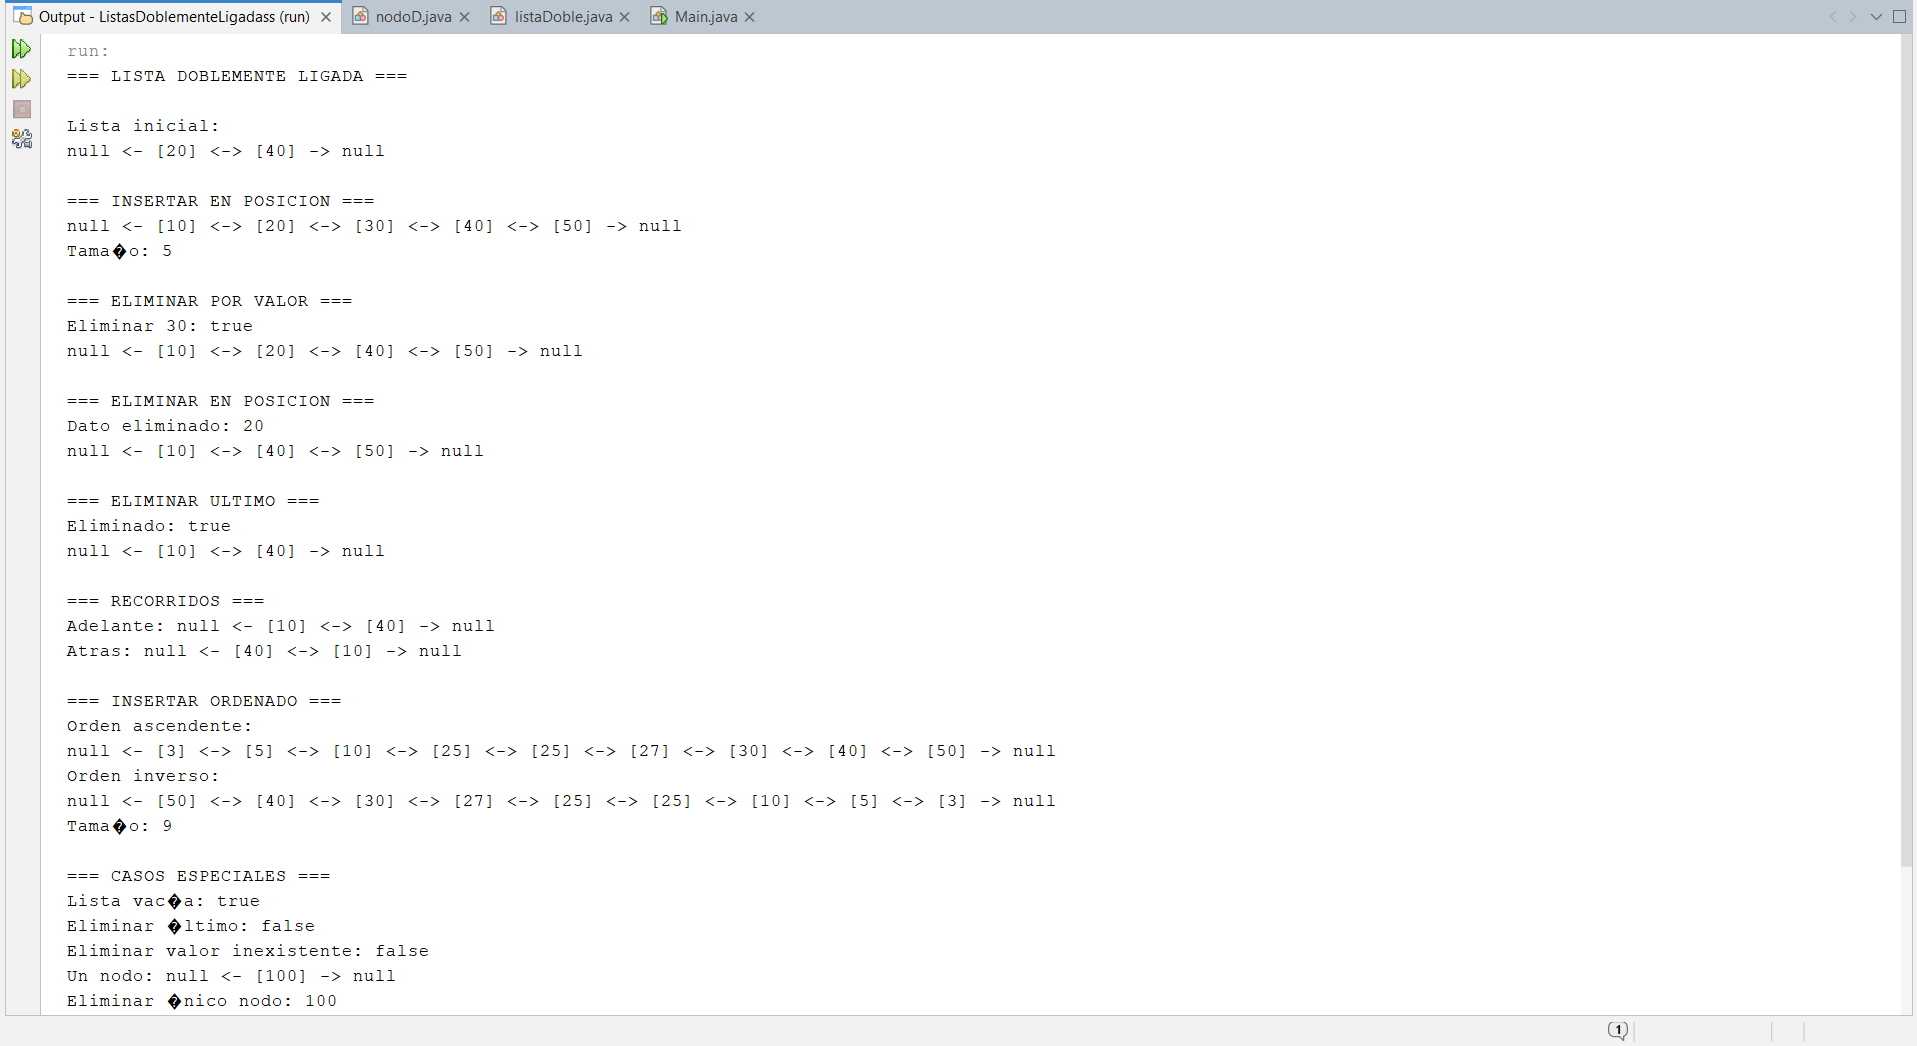 Output - ListasDoblementeLigadass (run)
nodoD.java
listaDoble.java
Main.java
run:
=== LISTA DOBLEMENTE LIGADA ===
Lista inicial:
null <- [20] <-> [40] -> null
=== INSERTAR EN POSICION ===
null <- [10] <-> [20] <-> [30] <-> [40] <-> [50] -> null
Tama�o: 5
=== ELIMINAR POR VALOR ===
Eliminar 30: true
null <- [10] <-> [20] <-> [40] <-> [50] -> null
=== ELIMINAR EN POSICION ===
Dato eliminado: 20
null <- [10] <-> [40] <-> [50] -> null
=== ELIMINAR ULTIMO ===
Eliminado: true
null <- [10] <-> [40] -> null
=== RECORRIDOS ===
Adelante: null <- [10] <-> [40] -> null
Atras: null <- [40] <-> [10] -> null
=== INSERTAR ORDENADO ===
Orden ascendente:
null <- [3] <-> [5] <-> [10] <-> [25] <-> [25] <-> [27] <-> [30] <-> [40] <-> [50] -> null
Orden inverso:
null <- [50] <-> [40] <-> [30] <-> [27] <-> [25] <-> [25] <-> [10] <-> [5] <-> [3] -> null
Tama�o: 9
=== CASOS ESPECIALES ===
Lista vac�a: true
Eliminar �ltimo: false
Eliminar valor inexistente: false
Un nodo: null <- [100] -> null
Eliminar �nico nodo: 100
1